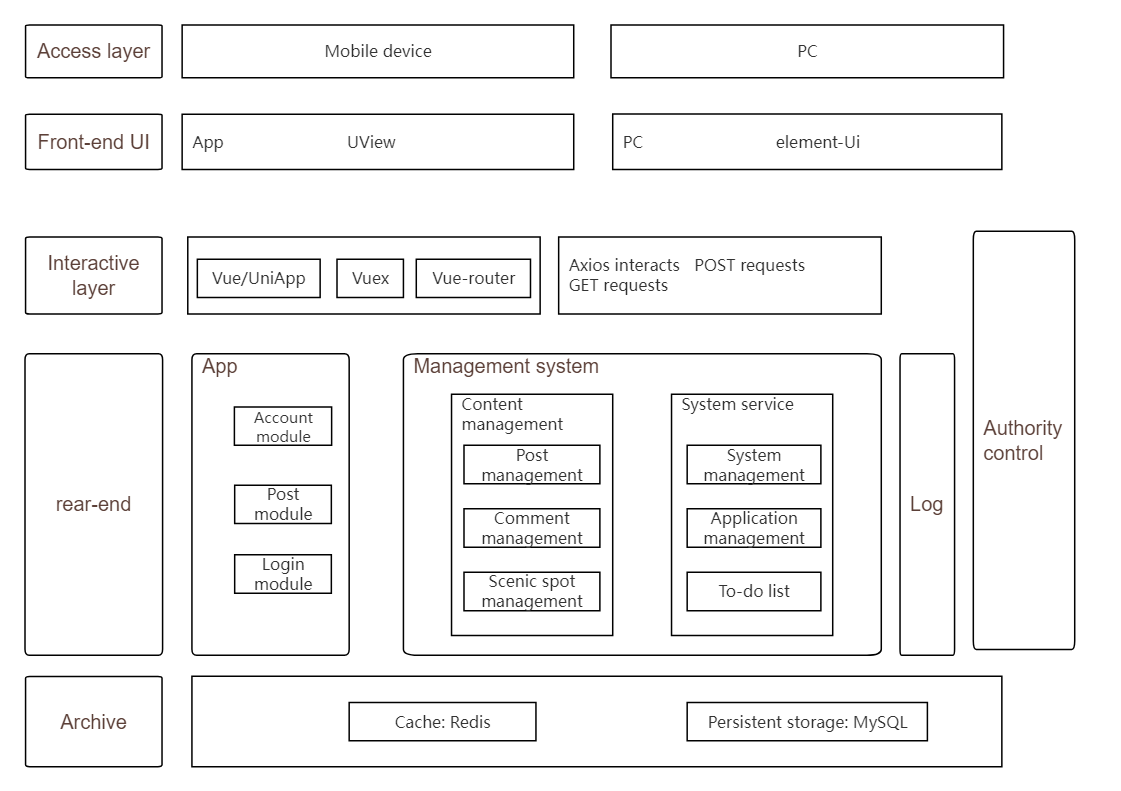 Access layer
Mobile device
PC
Front-end UI
App
UView
PC
element-Ui
Interactive
layer
Vue/UniApp
Vuex
Vue-router
Axios interacts   POST requests
GET requests
rear-end
App
Account
module
Post
module
Login
module
Management system
Content
management
Post
management
Comment
management
Scenic spot
management
System service
System
management
Application
management
To-do list
Log
Authority
control
Archive
Cache: Redis
Persistent storage: MySQL